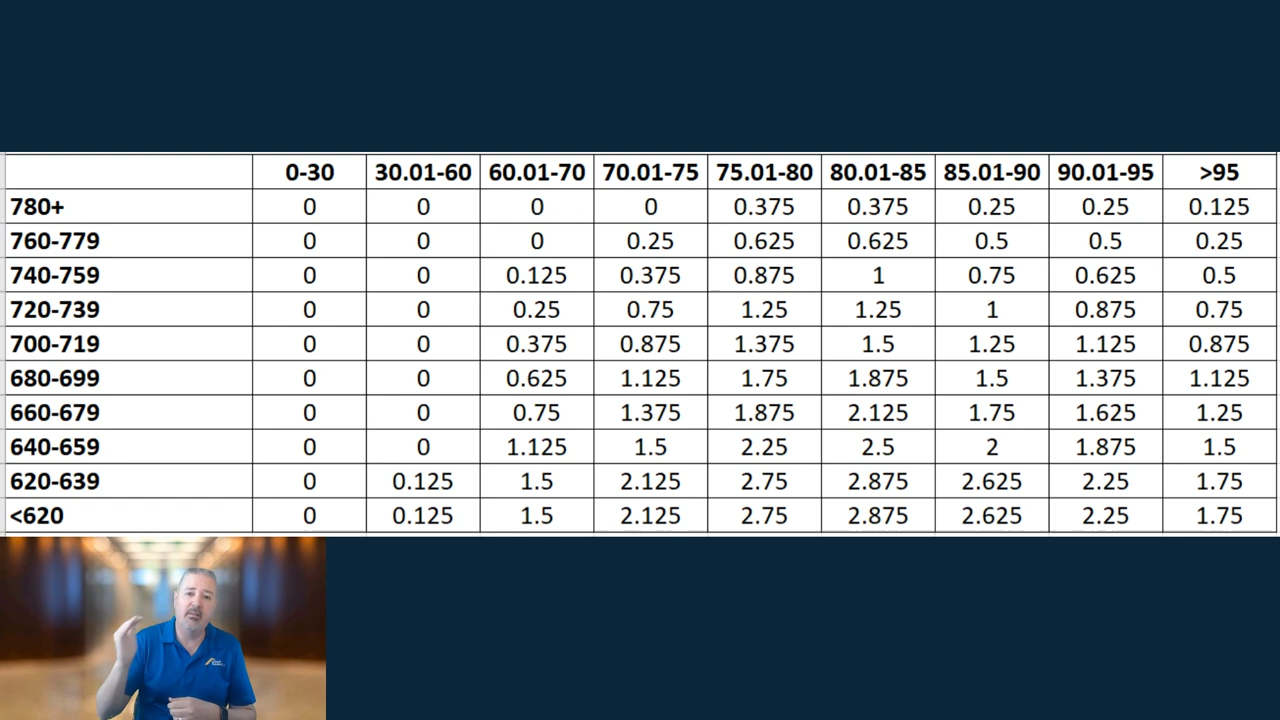 0-30 30.01-60 60.01-70 70.01-75 75.01-80 80.01-85 85.01-90 90.01-95 >95
780+ 0 0 0 0 0.375 0.375 0.25 0.25 0.125
760-779 0 0 0 0.25 0.625 0.625 0.5 0.5 0.25
740-759 0 0 0.125 0.375 0.875 1 0.75 0.625 0.5
720-739 0 0 0.25 0.75 1.25 1.25 1 0.875 0.75
700-719 0 0 0.375 0.875 1.375 1.5 1.25 1.125 0.875
680-699 0 0 0.625 1.125 1.75 1.875 1.5 1.375 1.125
660-679 0 0 0.75 1.375 1.875 2.125 1.75 1.625 1.25
640-659 0 0 1.125 1.5 2.25 2.5 2 1.875 1.5
620-639 0 0.125 1.5 2.125 2.75 2.875 2.625 2.25 1.75
<620 0 0.125 1.5 2.125 2.75 2.875 2.625 2.25 1.75